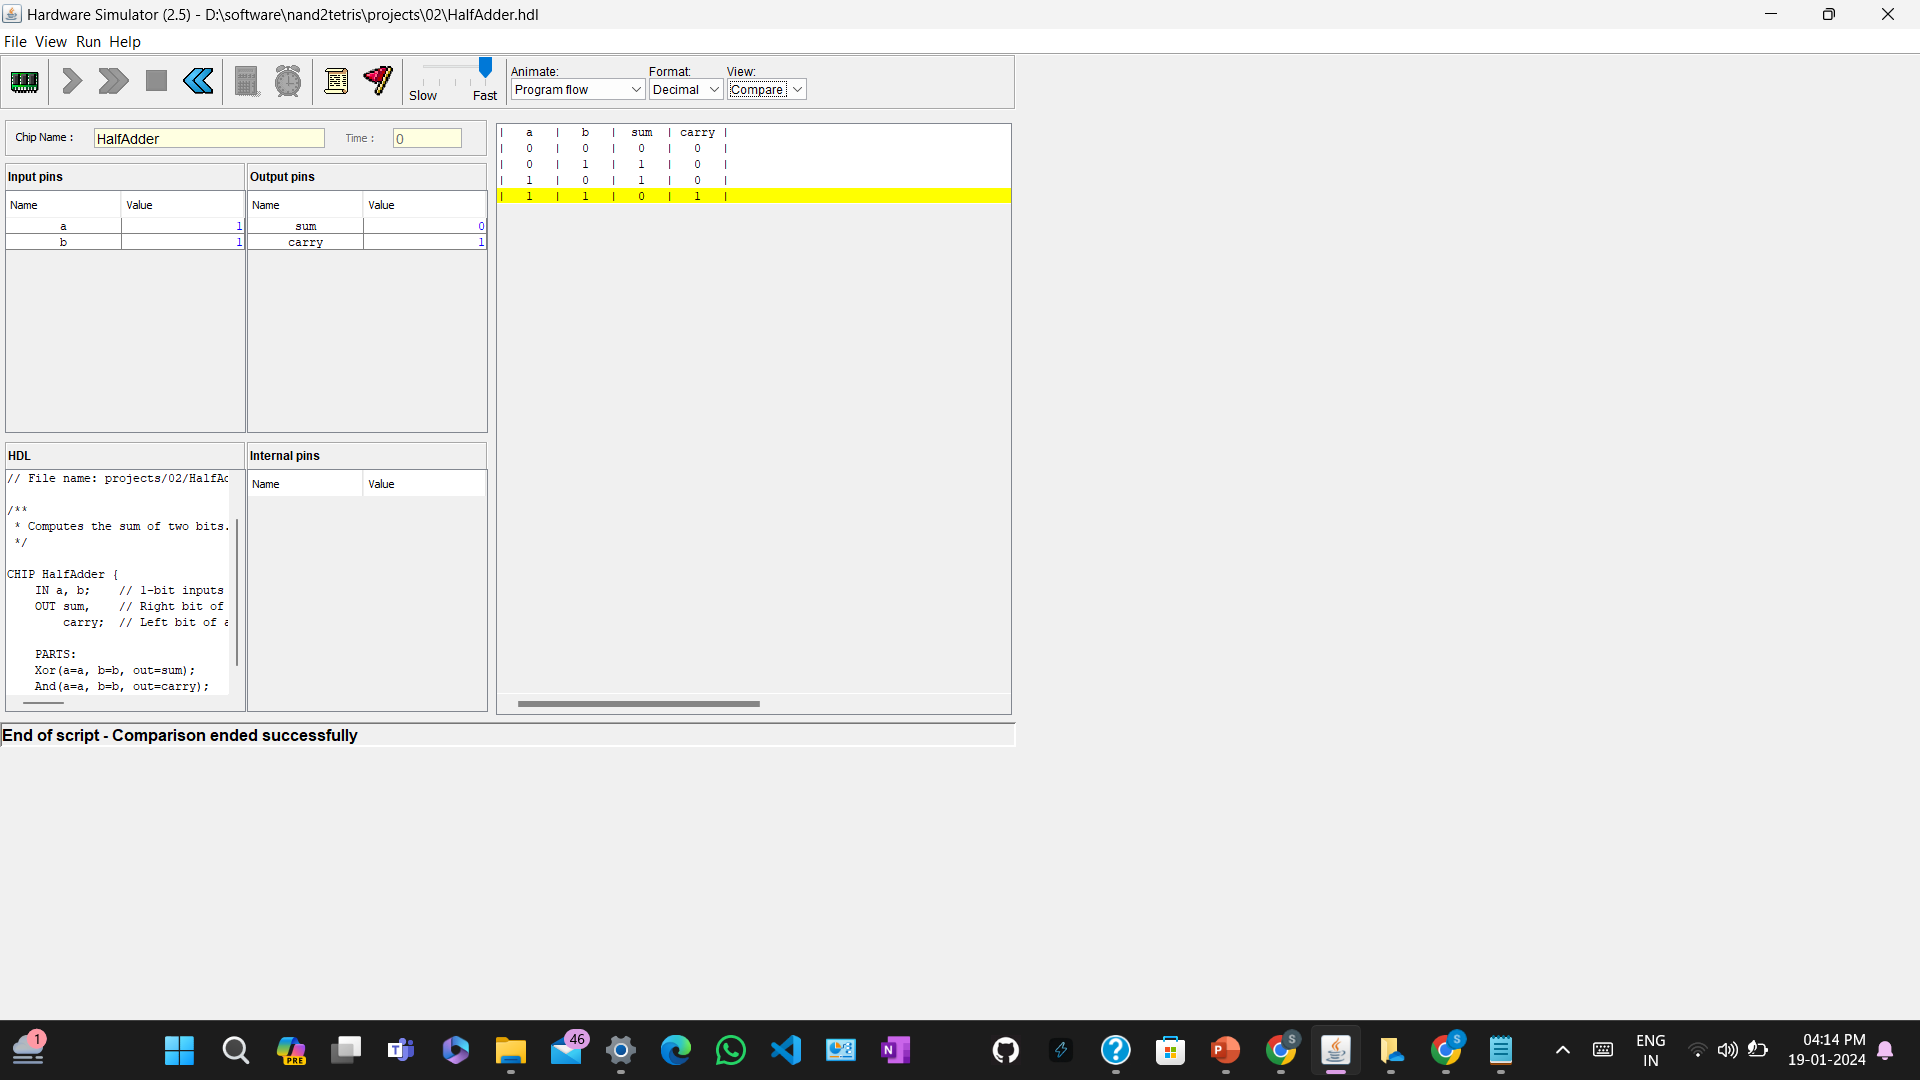 Hardware Simulator (2.5) - D:\software\nand2tetris\projects\02\HalfAdder.hdl
File View Run Help
Slow Fast
Animate: Format: View:
Program flow Decimal Compare
Chip Name : HalfAdder Time : 0
Input pins
Name Value
a 1
b 1
Output pins
Name Value
sum 0
carry 1
| a | b | sum | carry |
| 0 | 0 | 0 | 0 |
| 0 | 1 | 1 | 0 |
| 1 | 0 | 1 | 0 |
| 1 | 1 | 0 | 1 |
HDL
// File name: projects/02/HalfAd
/**
* Computes the sum of two bits.
*/
CHIP HalfAdder {
IN a, b; // 1-bit inputs
OUT sum, // Right bit of
carry; // Left bit of a
PARTS:
Xor(a=a, b=b, out=sum);
And(a=a, b=b, out=carry);
Internal pins
Name Value
End of script - Comparison ended successfully
1
PRE
46
S
S
ENG
IN
04:14 PM
19-01-2024